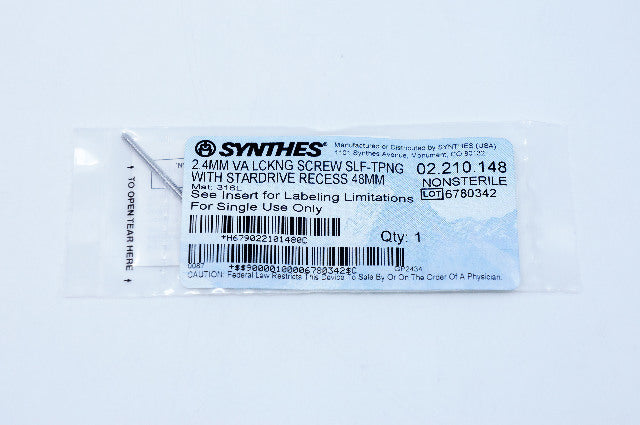 SYNTHES®
Manufactured or Distributed by SYNTHES (USA)
1101 Synthes Avenue, Monument, CO 80132
2.4MM VA LCKNG SCREW SLF-TPNG
WITH STARDRIVE RECESS 48MM
02.210.148
NONSTERILE
LOT 6780342
Mat: 316L
See Insert for Labeling Limitations
For Single Use Only
+H679022101480C
Qty: 1
0087
+$$90000100006780342$C
GP2434
CAUTION: Federal Law Restricts This Device To Sale By Or On The Order Of A Physician.
↑ TO OPEN TEAR HERE ↓